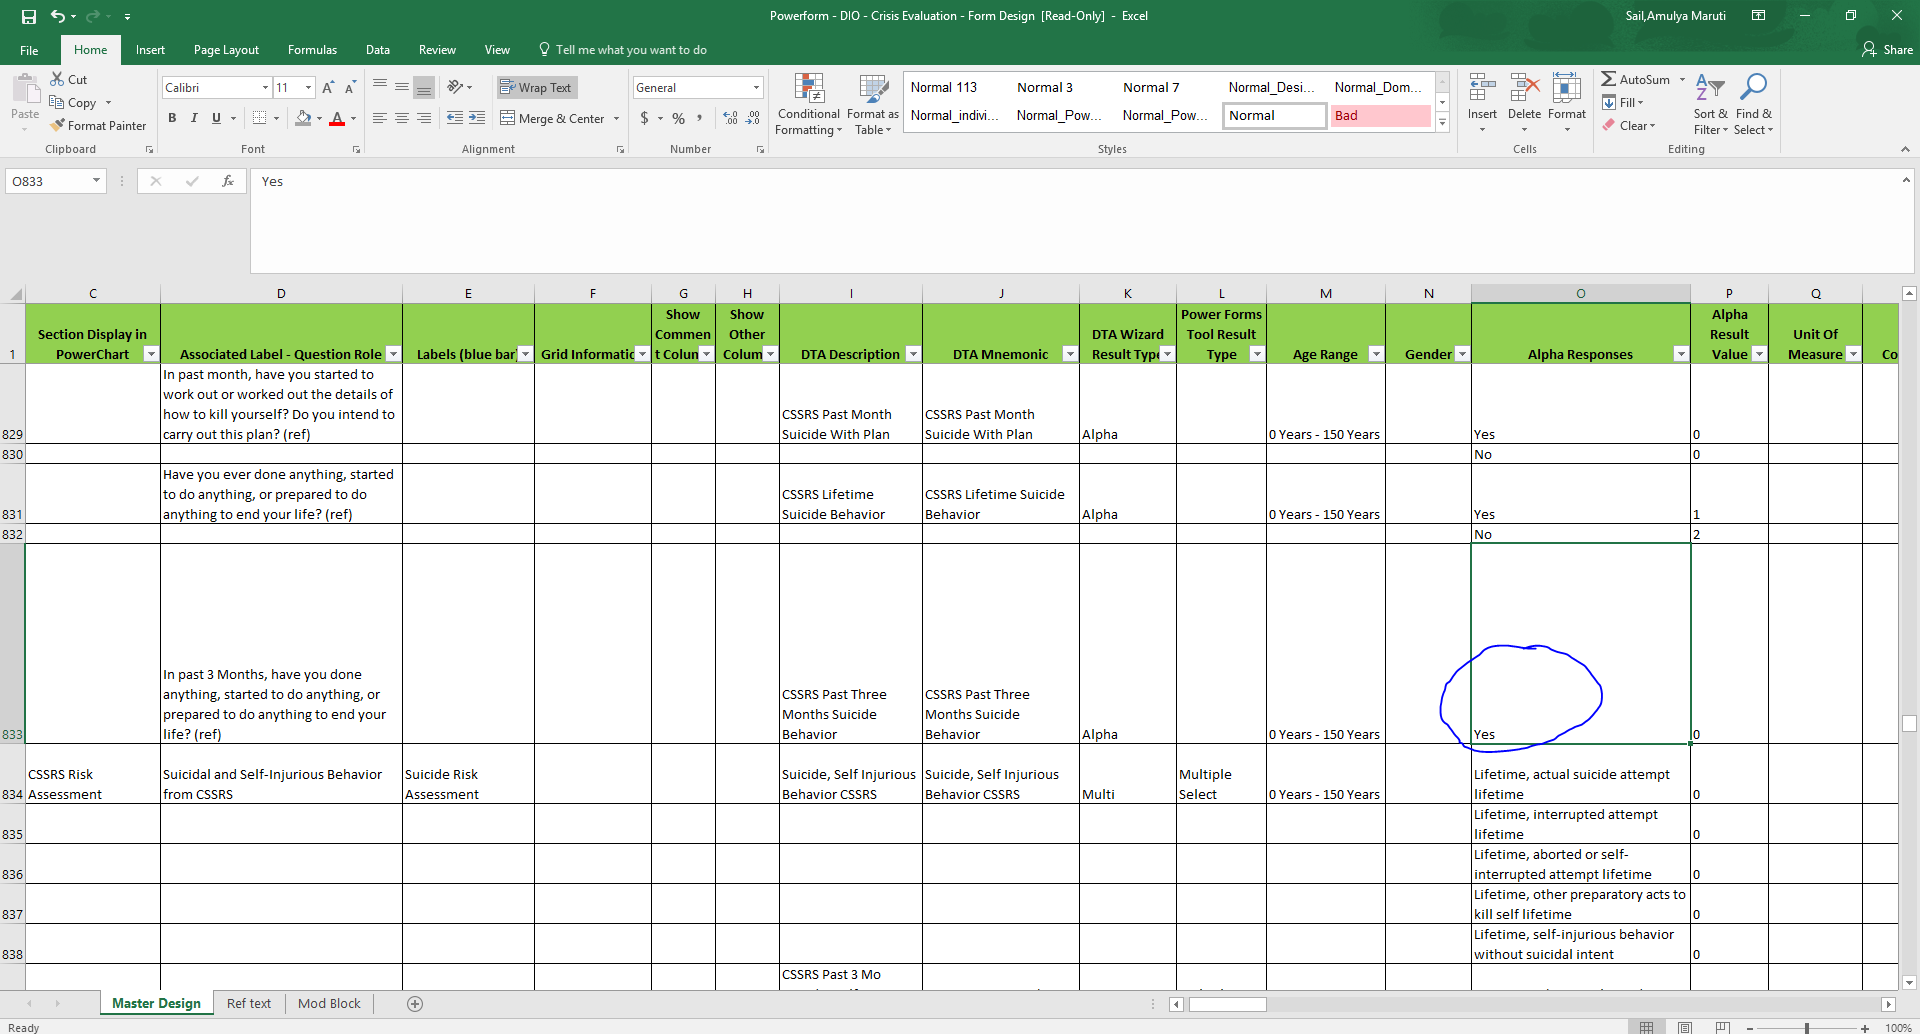 Powerform - DIO - Crisis Evaluation - Form Design [Read-Only] - Excel
Sail,Amulya Maruti
File
Home
Insert
Page Layout
Formulas
Data
Review
View
Tell me what you want to do
Share
Paste
Cut
Copy
Format Painter
Clipboard
Calibri
11
B I U
Font
Wrap Text
Merge & Center
Alignment
General
$ % ,
Number
Conditional
Formatting
Format as
Table
Normal 113
Normal 3
Normal 7
Normal_Desi...
Normal_Dom...
Normal_indivi...
Normal_Pow...
Normal_Pow...
Normal
Bad
Styles
Insert
Delete
Format
Cells
AutoSum
Fill
Clear
Sort &
Filter
Find &
Select
Editing
O833
fx
Yes
C D E F G H I J K L M N O P Q
1
Section Display in
PowerChart
Associated Label - Question Role
Labels (blue bar)
Grid Informatic
Show
Commen
t Colun
Show
Other
Colum
DTA Description
DTA Mnemonic
DTA Wizard
Result Type
Power Forms
Tool Result
Type
Age Range
Gender
Alpha Responses
Alpha
Result
Value
Unit Of
Measure
Co
829
In past month, have you started to
work out or worked out the details of
how to kill yourself? Do you intend to
carry out this plan? (ref)
CSSRS Past Month
Suicide With Plan
CSSRS Past Month
Suicide With Plan
Alpha
0 Years - 150 Years
Yes
0
830
No
0
831
Have you ever done anything, started
to do anything, or prepared to do
anything to end your life? (ref)
CSSRS Lifetime
Suicide Behavior
CSSRS Lifetime Suicide
Behavior
Alpha
0 Years - 150 Years
Yes
1
832
No
2
833
In past 3 Months, have you done
anything, started to do anything, or
prepared to do anything to end your
life? (ref)
CSSRS Past Three
Months Suicide
Behavior
CSSRS Past Three
Months Suicide
Behavior
Alpha
0 Years - 150 Years
Yes
0
834
CSSRS Risk
Assessment
Suicidal and Self-Injurious Behavior
from CSSRS
Suicide Risk
Assessment
Suicide, Self Injurious
Behavior CSSRS
Suicide, Self Injurious
Behavior CSSRS
Multi
Multiple
Select
0 Years - 150 Years
Lifetime, actual suicide attempt
lifetime
0
835
Lifetime, interrupted attempt
lifetime
0
836
Lifetime, aborted or self-
interrupted attempt lifetime
0
837
Lifetime, other preparatory acts to
kill self lifetime
0
838
Lifetime, self-injurious behavior
without suicidal intent
0
CSSRS Past 3 Mo
Master Design
Ref text
Mod Block
Ready
100%